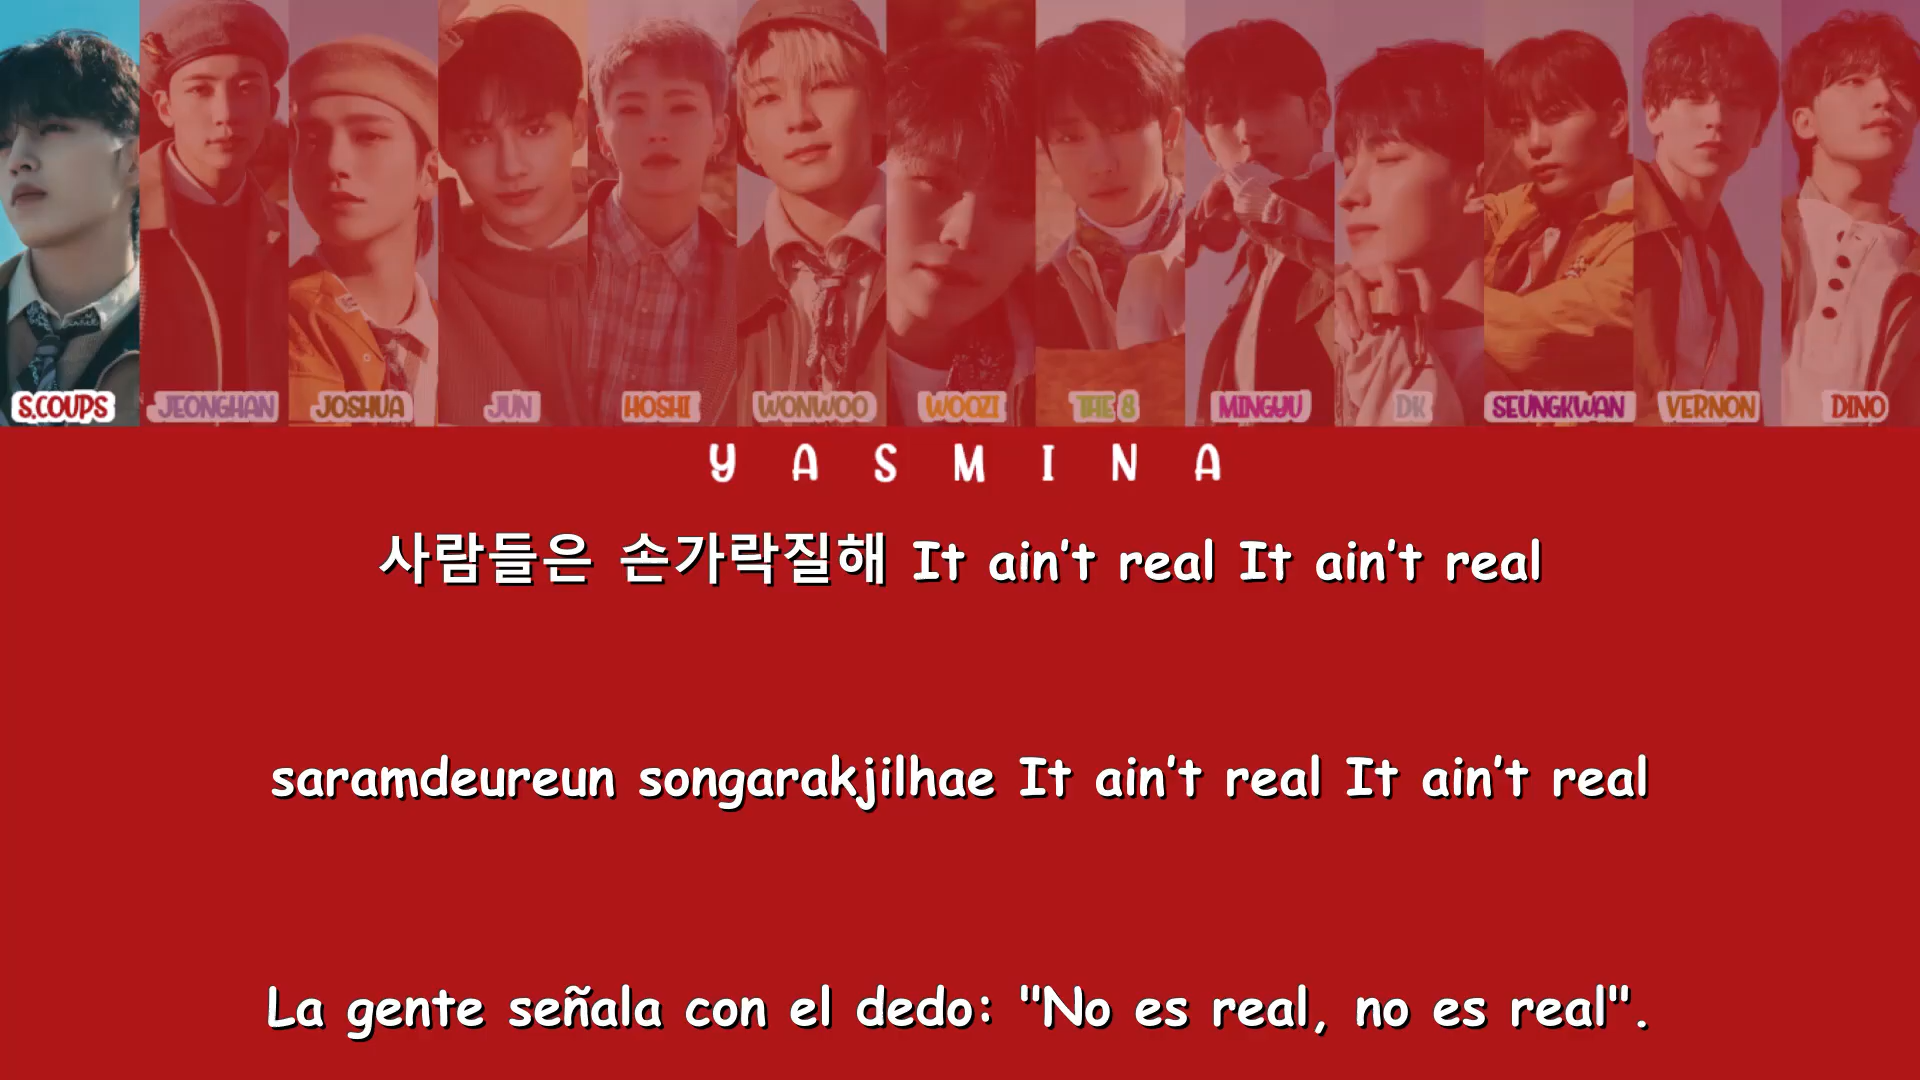 S.COUPS JEONGHAN JOSHUA JUN HOSHI WONWOO WOOZI THE 8 MINGYU DK SEUNGKWAN VERNON DINO
YASMINA
사람들은 손가락질해 It ain't real It ain't real
saramdeureun songarakjilhae It ain't real It ain't real
La gente señala con el dedo: "No es real, no es real".